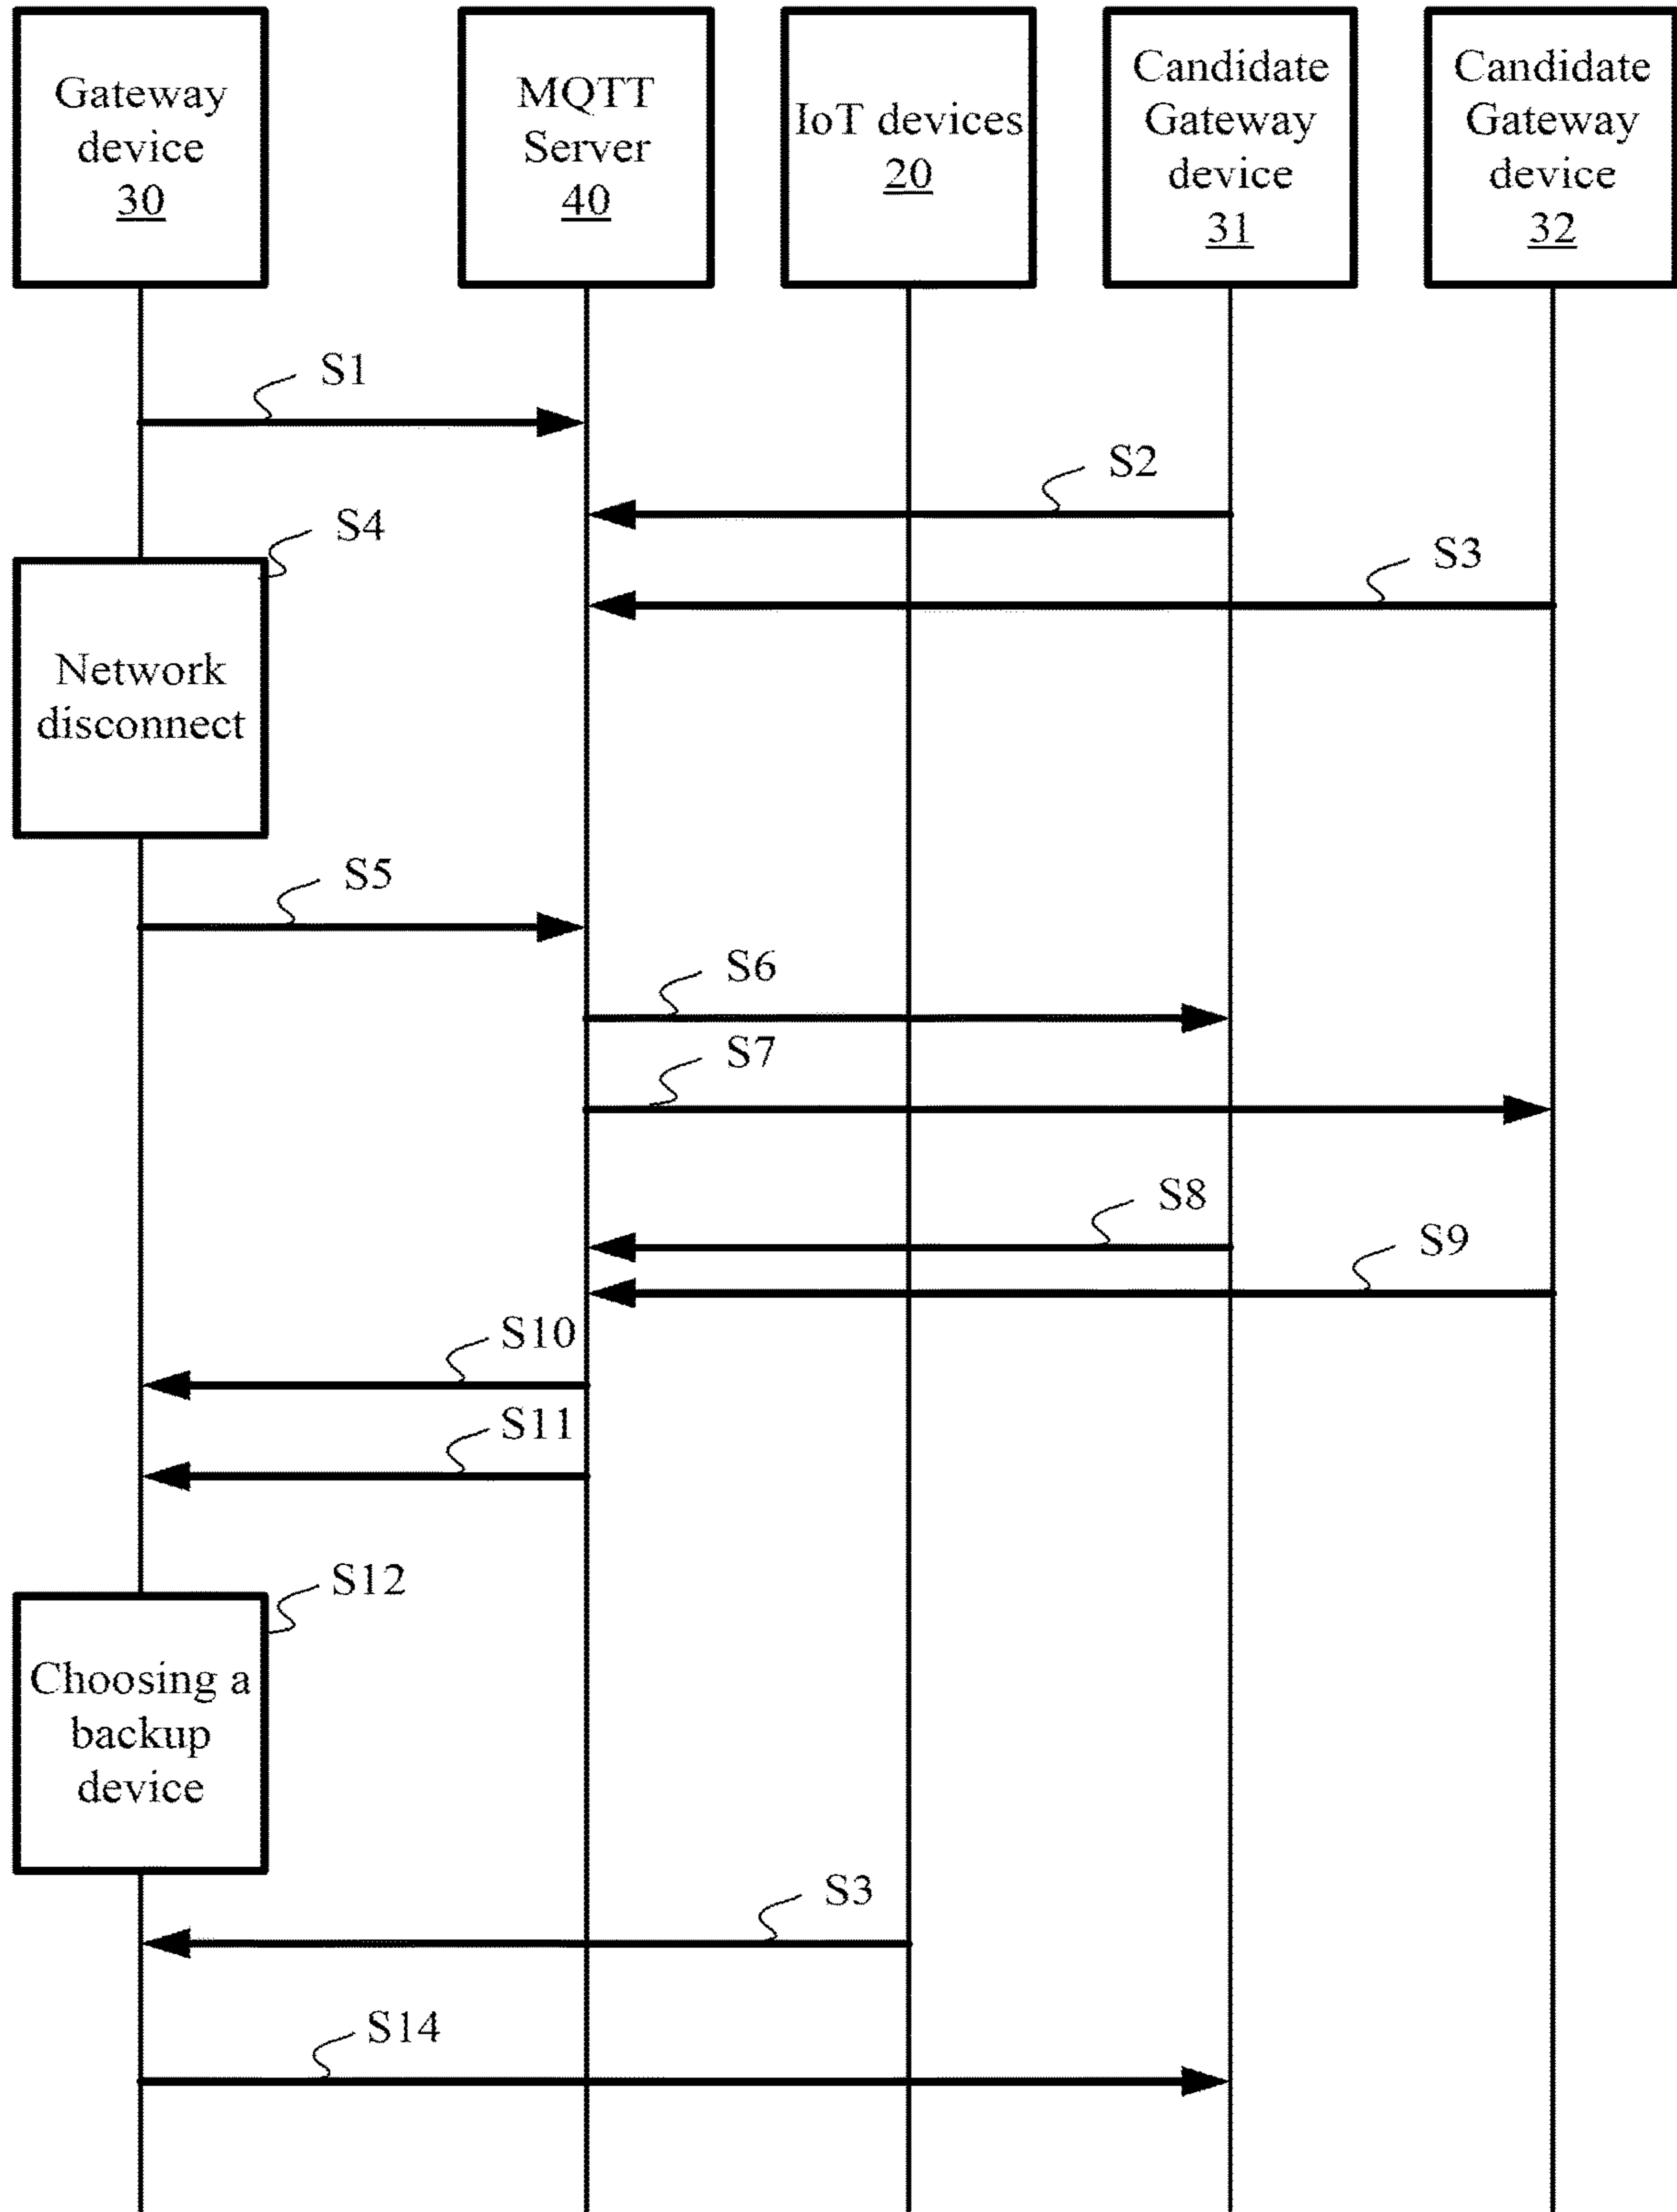 Gateway
device
30
MQTT
Server
40
IoT devices
20
Candidate
Gateway
device
31
Candidate
Gateway
device
32
S1
S2
S4
S3
Network
disconnect
S5
S6
S7
S8
S9
S10
S11
S12
Choosing a
backup
device
S3
S14